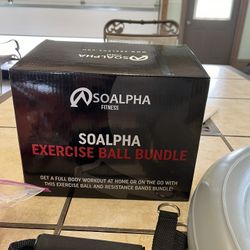 SOALPHA
FITNESS
SOALPHA
EXERCISE BALL BUNDLE
GET A FULL BODY WORKOUT AT HOME OR ON THE GO WITH
THIS EXERCISE BALL AND RESISTANCE BANDS BUNDLE!